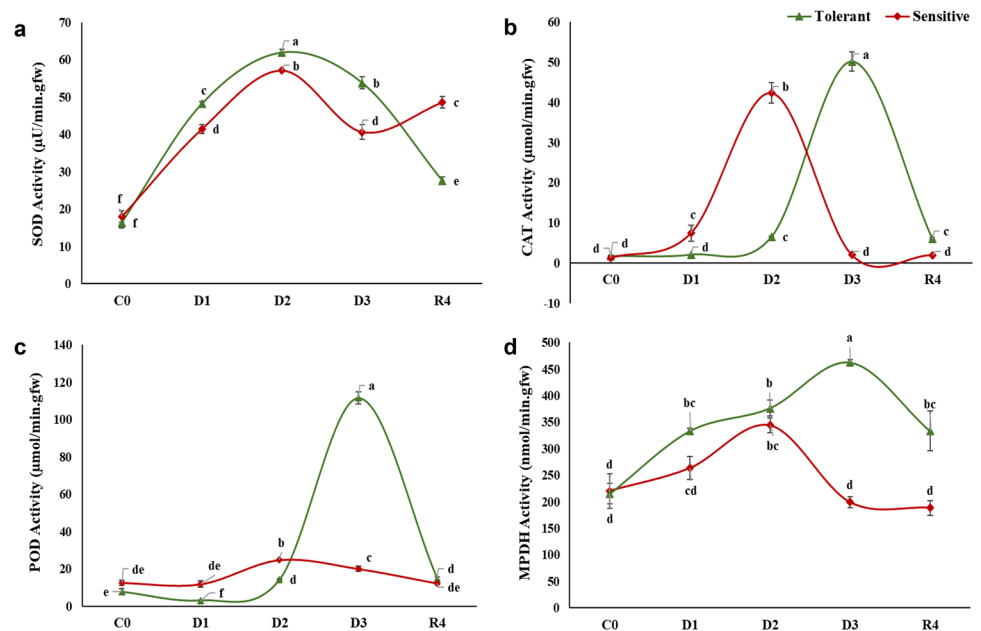 Tolerant Sensitive
a
SOD Activity (µU/min.gfw)
70
60
50
40
30
20
10
0
f
f
c
d
a
b
b
d
c
e
C0 D1 D2 D3 R4
b
CAT Activity (µmol/min.gfw)
60
50
40
30
20
10
0
-10
d
d
c
d
b
c
a
d
c
d
C0 D1 D2 D3 R4
c
POD Activity (µmol/min.gfw)
140
120
100
80
60
40
20
0
de
e
de
f
b
d
a
c
d
de
C0 D1 D2 D3 R4
d
MPDH Activity (nmol/min.gfw)
500
450
400
350
300
250
200
150
100
50
0
d
d
bc
cd
b
bc
a
d
bc
d
C0 D1 D2 D3 R4